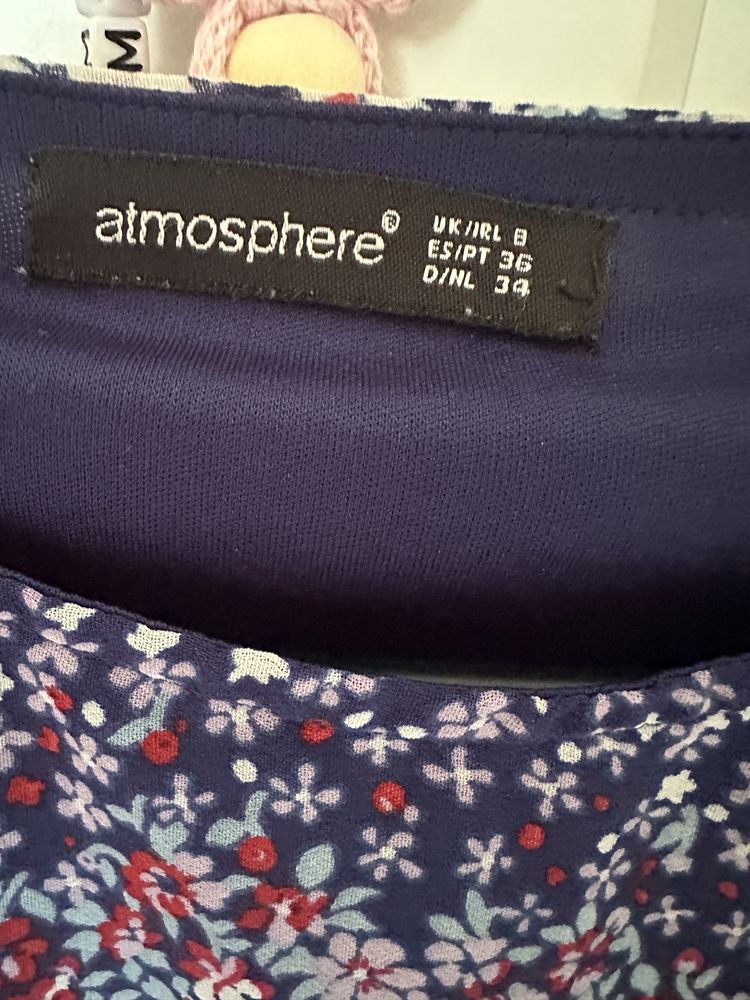 M
atmosphere®
UK/IRL 8
ES/PT 36
D/NL 34